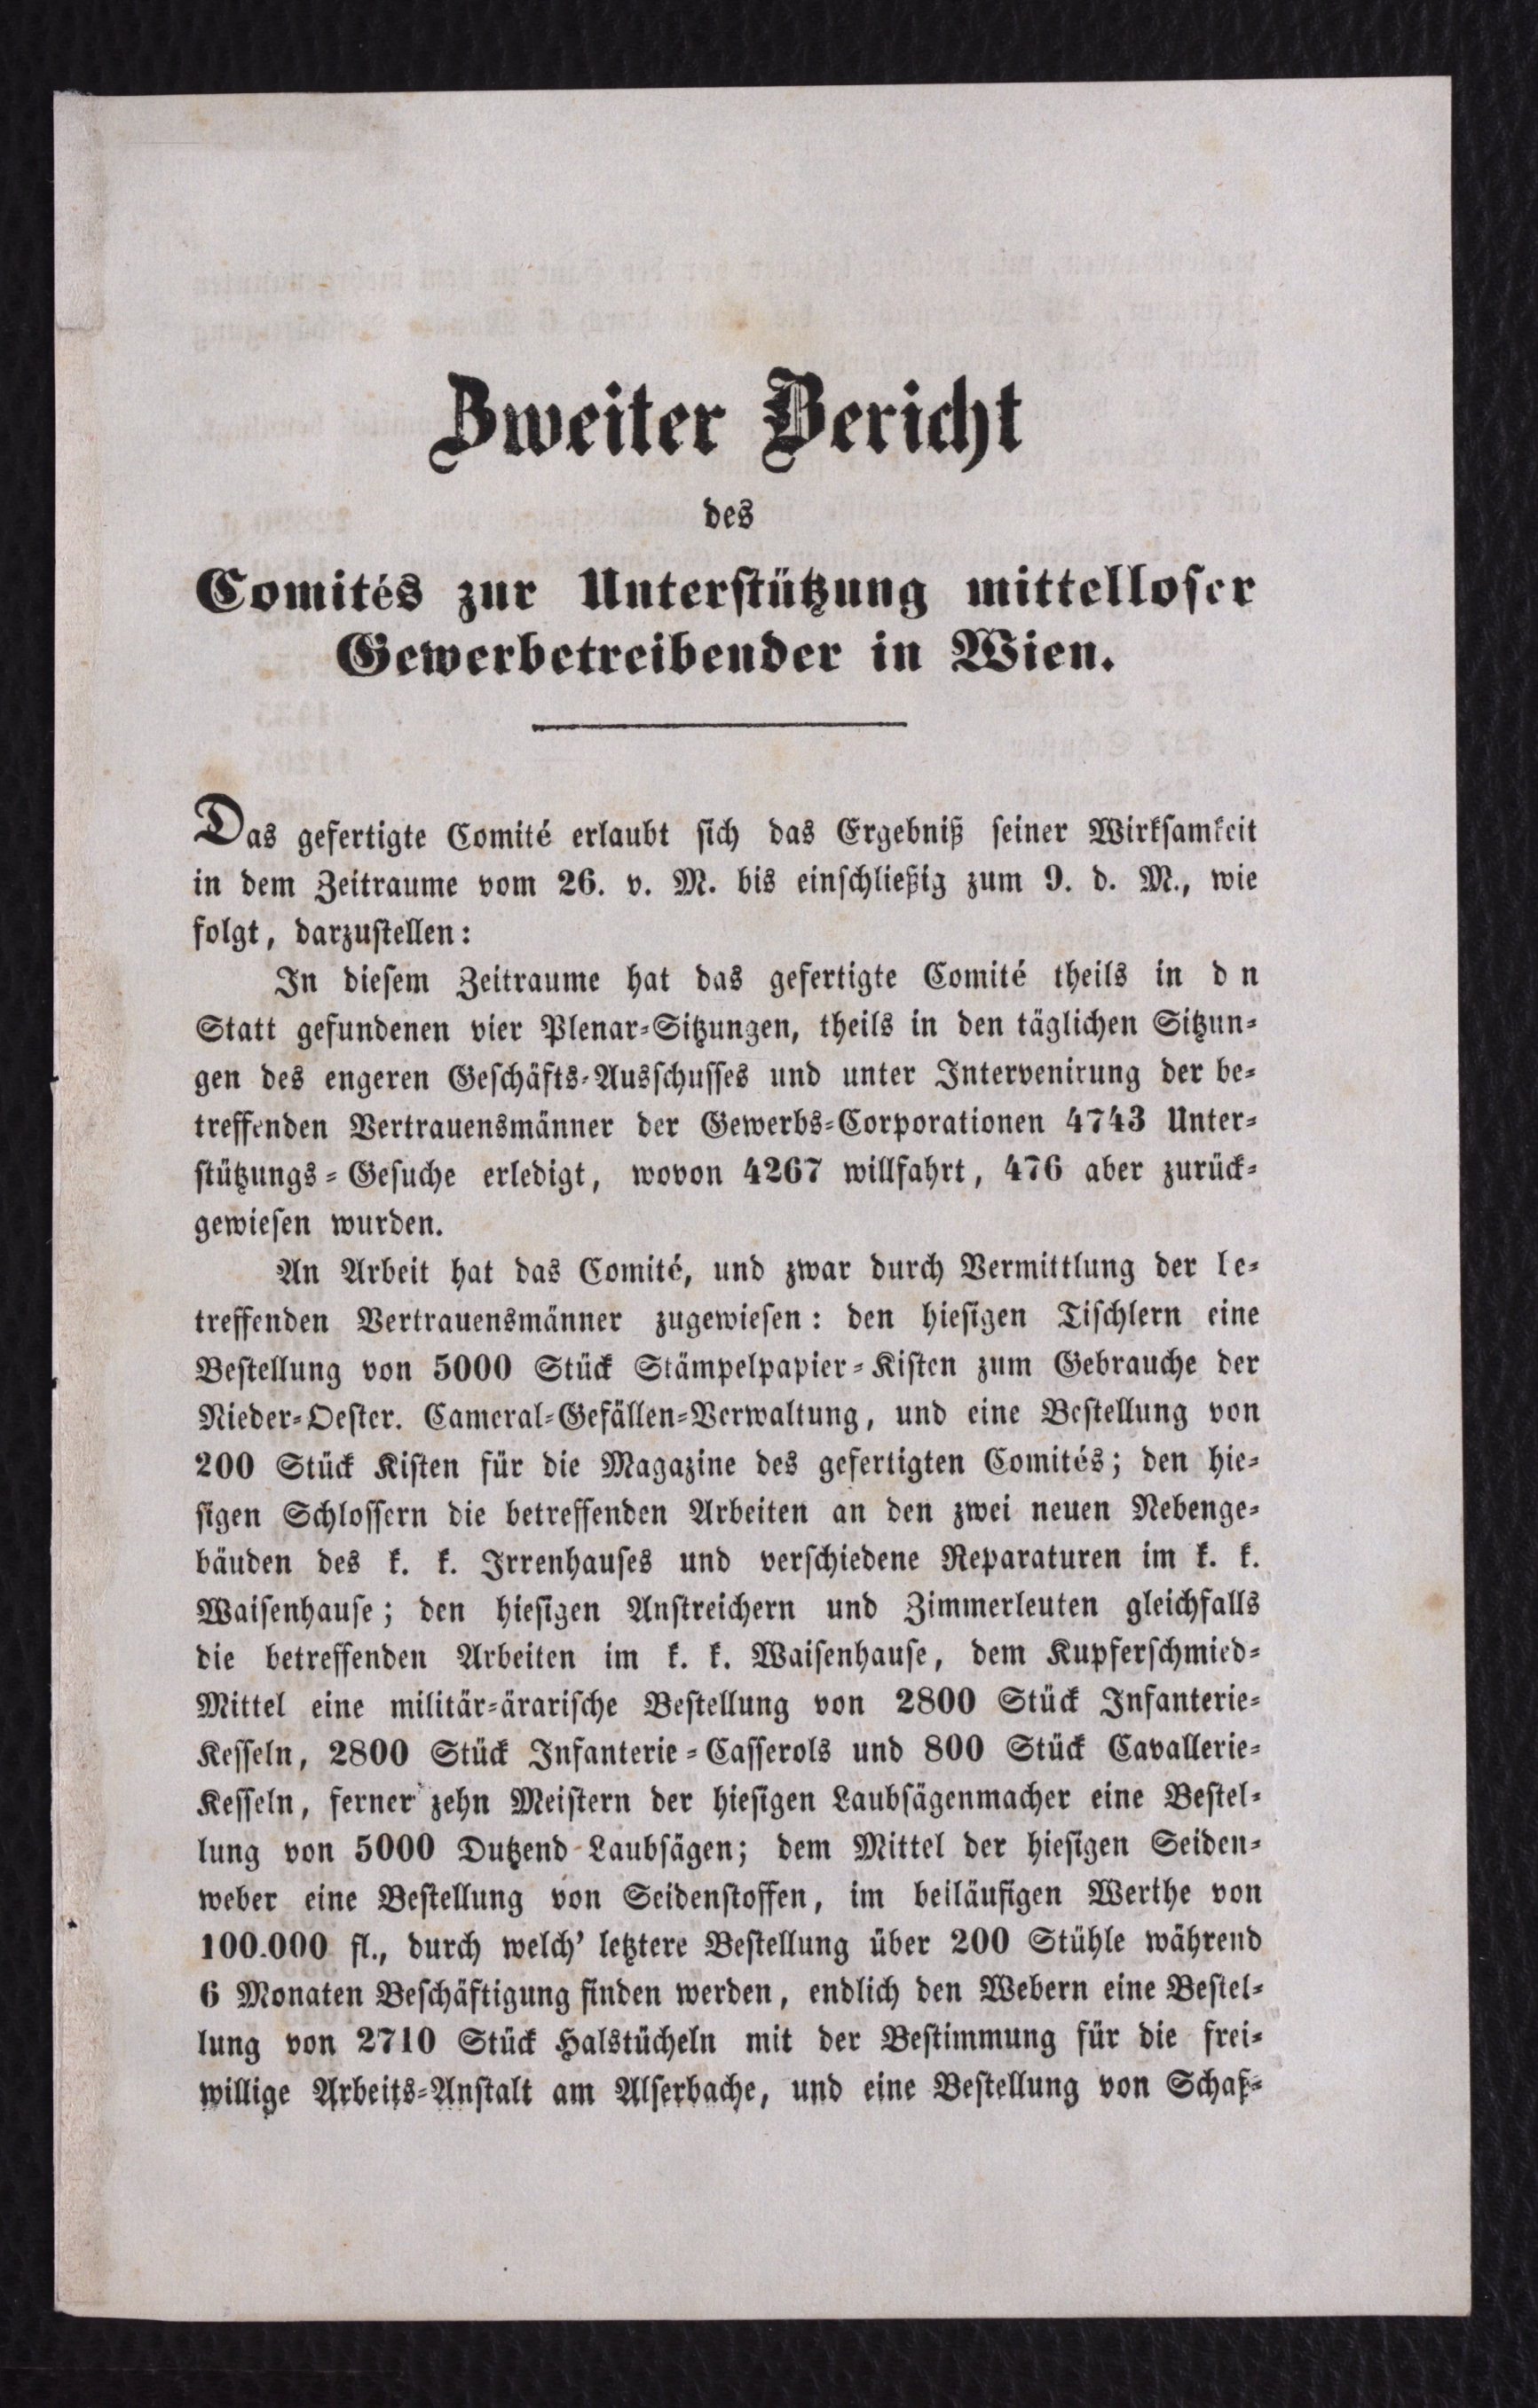 Zweiter Bericht
des
Comités zur Unterstützung mittelloser
Gewerbetreibender in Wien.
Das gefertigte Comité erlaubt sich das Ergebniß seiner Wirksamkeit
in dem Zeitraume vom 26. v. M. bis einschließig zum 9. d. M., wie
folgt, darzustellen:
In diesem Zeitraume hat das gefertigte Comité theils in d n
Statt gefundenen vier Plenar-Sitzungen, theils in den täglichen Sitzun-
gen des engeren Geschäfts-Ausschusses und unter Intervenirung der be-
treffenden Vertrauensmänner der Gewerbs-Corporationen 4743 Unter-
stützungs-Gesuche erledigt, wovon 4267 willfahrt, 476 aber zurück-
gewiesen wurden.
An Arbeit hat das Comité, und zwar durch Vermittlung der be-
treffenden Vertrauensmänner zugewiesen: den hiesigen Tischlern eine
Bestellung von 5000 Stück Stämpelpapier-Kisten zum Gebrauche der
Nieder-Oester. Cameral-Gefällen-Verwaltung, und eine Bestellung von
200 Stück Kisten für die Magazine des gefertigten Comités; den hie-
sigen Schlossern die betreffenden Arbeiten an den zwei neuen Nebenge-
bäuden des k. k. Irrenhauses und verschiedene Reparaturen im k. k.
Waisenhause; den hiesigen Anstreichern und Zimmerleuten gleichfalls
die betreffenden Arbeiten im k. k. Waisenhause, dem Kupferschmied-
Mittel eine militär-ärarische Bestellung von 2800 Stück Infanterie-
Kesseln, 2800 Stück Infanterie-Casserols und 800 Stück Cavallerie-
Kesseln, ferner zehn Meistern der hiesigen Laubsägenmacher eine Bestel-
lung von 5000 Dutzend Laubsägen; dem Mittel der hiesigen Seiden-
weber eine Bestellung von Seidenstoffen, im beiläufigen Werthe von
100.000 fl., durch welch' letztere Bestellung über 200 Stühle während
6 Monaten Beschäftigung finden werden, endlich den Webern eine Bestel-
lung von 2710 Stück Halstücheln mit der Bestimmung für die frei-
willige Arbeits-Anstalt am Alserbache, und eine Bestellung von Schaf-